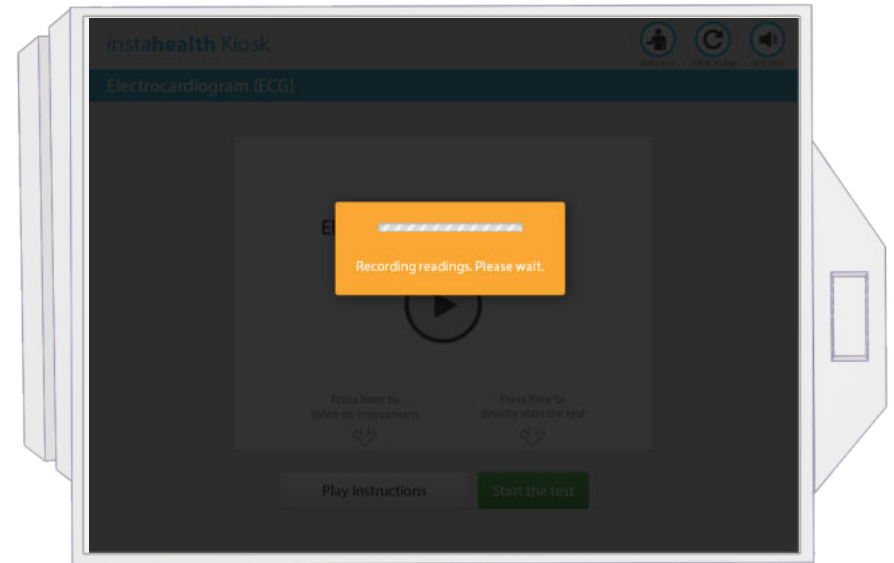 instahealth Kiosk
Electrocardiogram (ECG)
El
Recording readings. Please wait.
Press here to
listen to instructions
Press here to
directly start the test
Play Instructions
Start the test